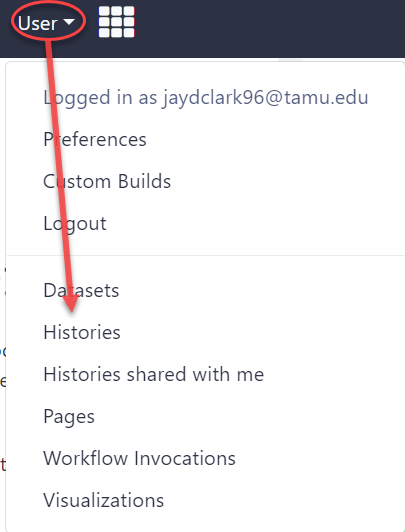 User
Logged in as jaydclark96@tamu.edu
Preferences
Custom Builds
Logout
Datasets
Histories
Histories shared with me
Pages
Workflow Invocations
Visualizations